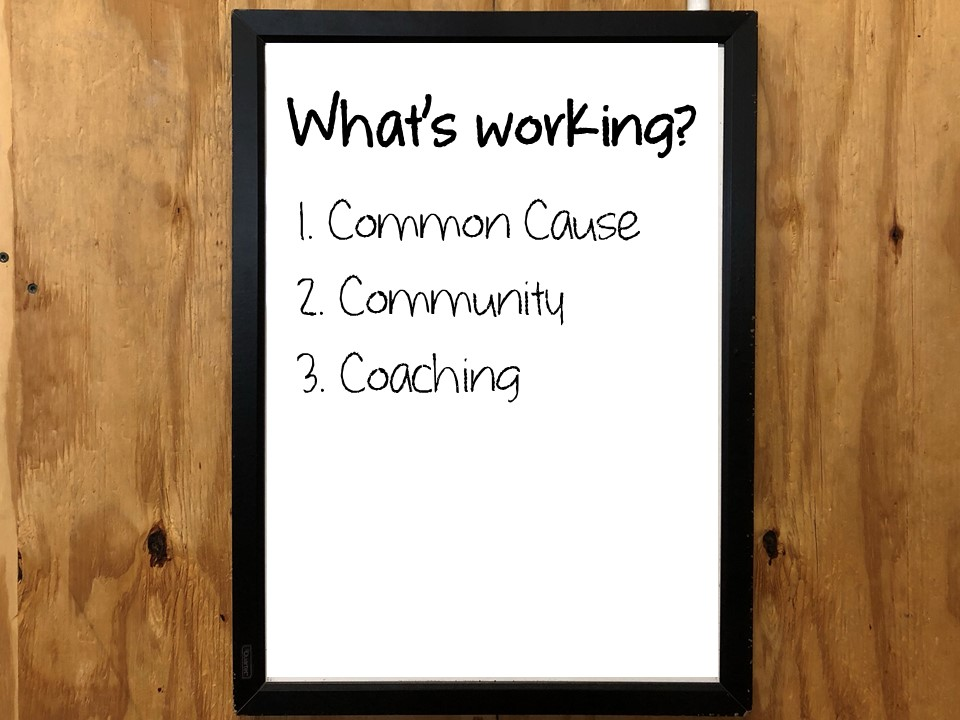 What's working?
1. Common Cause
2. Community
3. Coaching